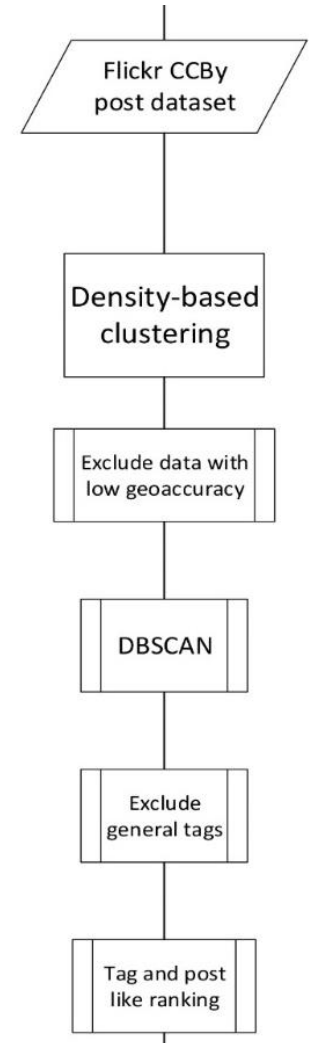 Flickr CCBy
post dataset
Density-based
clustering
Exclude data with
low geoaccuracy
DBSCAN
Exclude
general tags
Tag and post
like ranking